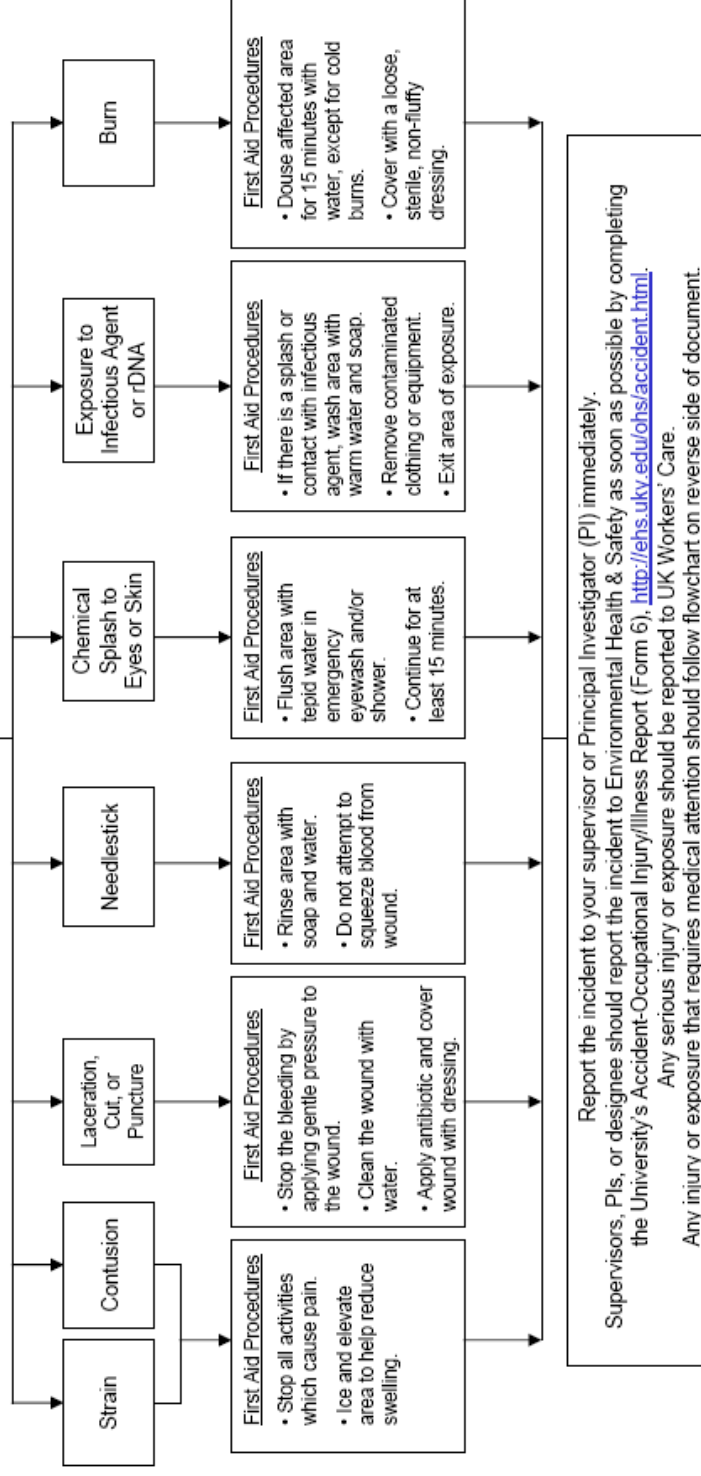 Strain
Contusion
Laceration,
Cut, or
Puncture
Needlestick
Chemical
Splash to
Eyes or Skin
Exposure to
Infectious Agent
or rDNA
Burn
First Aid Procedures
• Stop all activities
which cause pain.
• Ice and elevate
area to help reduce
swelling.
First Aid Procedures
• Stop the bleeding by
applying gentle pressure to
the wound.
• Clean the wound with
water.
• Apply antibiotic and cover
wound with dressing.
First Aid Procedures
• Rinse area with
soap and water.
• Do not attempt to
squeeze blood from
wound.
First Aid Procedures
• Flush area with
tepid water in
emergency
eyewash and/or
shower.
• Continue for at
least 15 minutes.
First Aid Procedures
• If there is a splash or
contact with infectious
agent, wash area with
warm water and soap.
• Remove contaminated
clothing or equipment.
• Exit area of exposure.
First Aid Procedures
• Douse affected area
for 15 minutes with
water, except for cold
burns.
• Cover with a loose,
sterile, non-fluffy
dressing.
Report the incident to your supervisor or Principal Investigator (PI) immediately.
Supervisors, PIs, or designee should report the incident to Environmental Health & Safety as soon as possible by completing
the University's Accident-Occupational Injury/Illness Report (Form 6), http://ehs.uky.edu/ohs/accident.html.
Any serious injury or exposure should be reported to UK Workers' Care.
Any injury or exposure that requires medical attention should follow flowchart on reverse side of document.